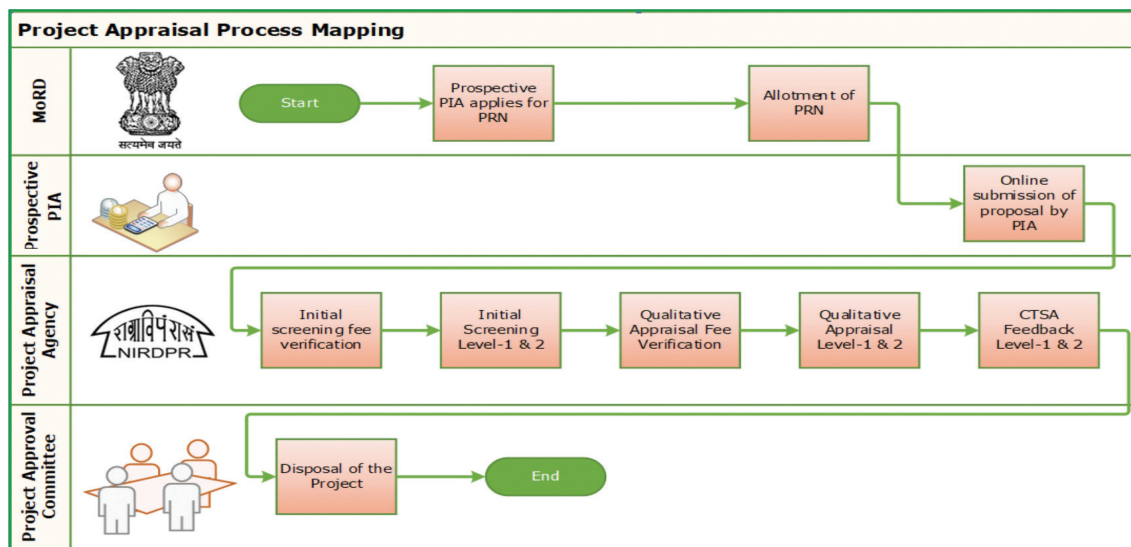 Project Appraisal Process Mapping
MoRD
सत्यमेव जयते
Start
Prospective
PIA applies for
PRN
Allotment of
PRN
Prospective
PIA
Online
submission of
proposal by
PIA
Project Appraisal
Agency
राग्राविपंरासं
NIRDPR
Initial
screening fee
verification
Initial
Screening
Level-1 & 2
Qualitative
Appraisal Fee
Verification
Qualitative
Appraisal
Level-1 & 2
CTSA
Feedback
Level-1 & 2
Project Approval
Committee
Disposal of the
Project
End